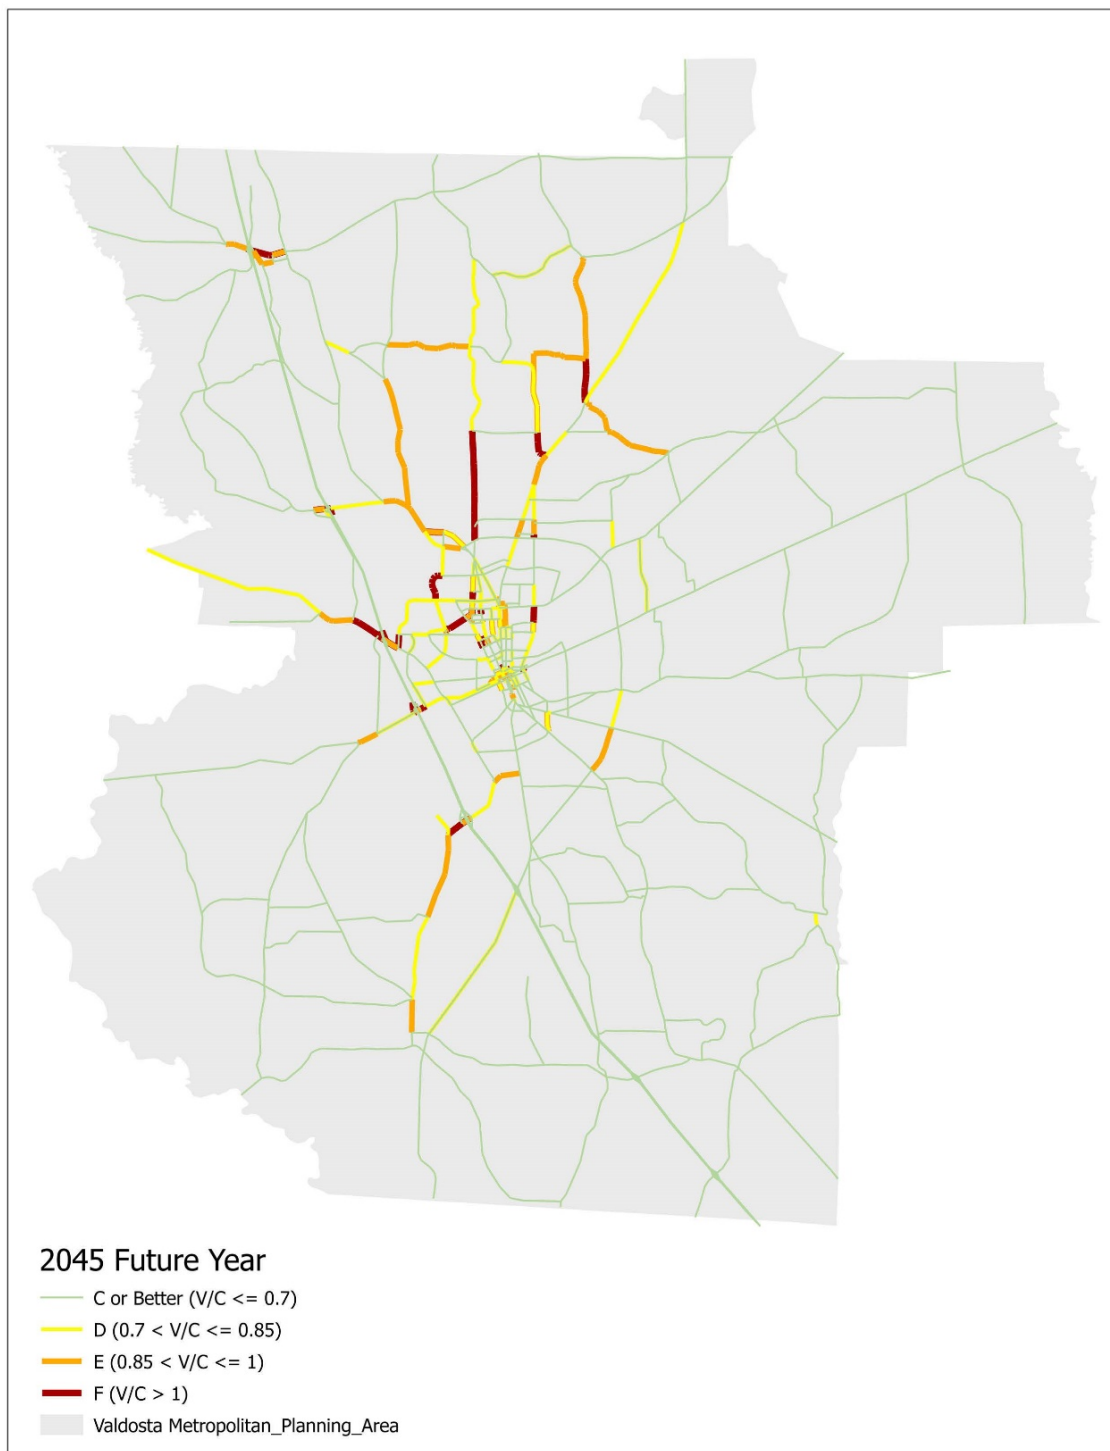 2045 Future Year
C or Better (V/C <= 0.7)
D (0.7 < V/C <= 0.85)
E (0.85 < V/C <= 1)
F (V/C > 1)
Valdosta Metropolitan_Planning_Area